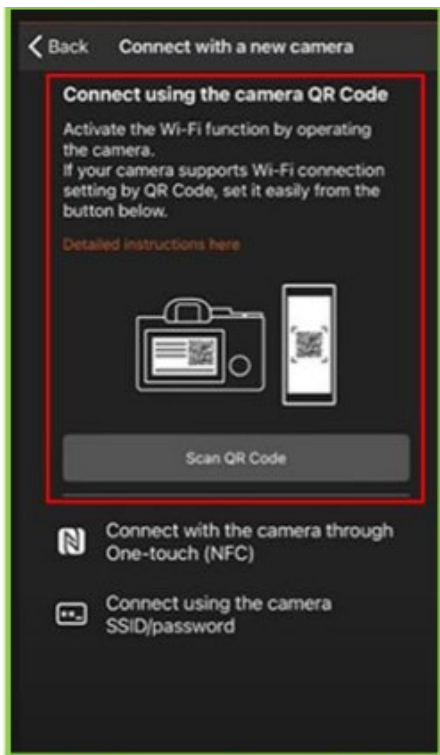 Back Connect with a new camera
Connect using the camera QR Code
Activate the Wi-Fi function by operating
the camera.
If your camera supports Wi-Fi connection
setting by QR Code, set it easily from the
button below.
Detailed instructions here
Scan QR Code
Connect with the camera through
One-touch (NFC)
Connect using the camera
SSID/password